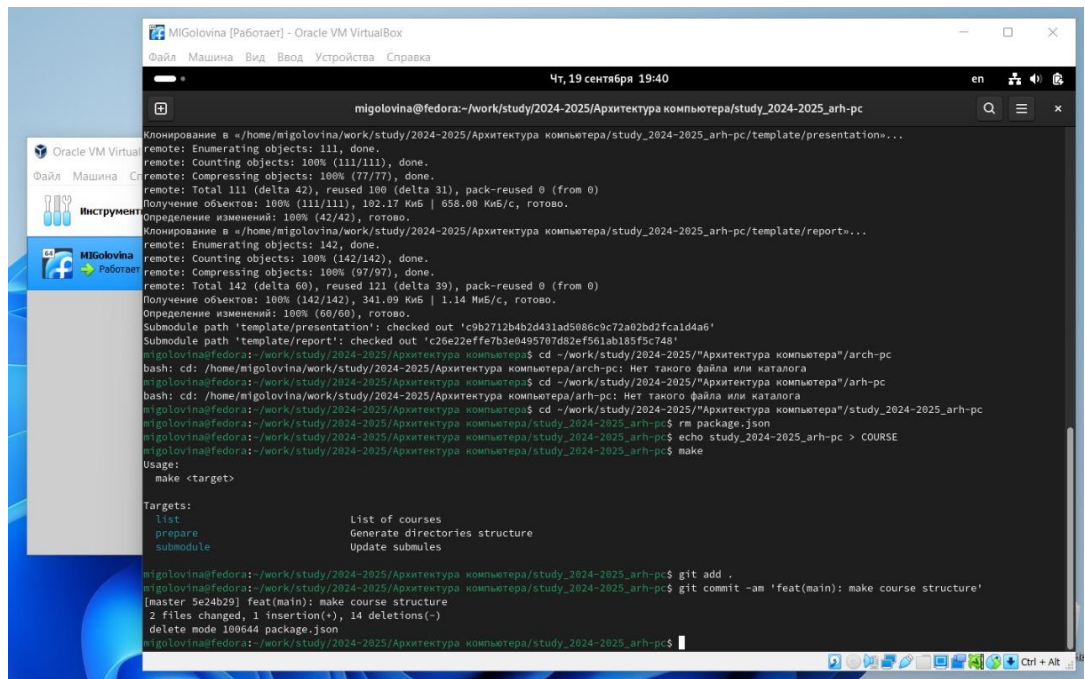 MIGolovina [Работает] - Oracle VM VirtualBox
Файл Машина Вид Ввод Устройства Справка
Чт, 19 сентября 19:40
en
migolovina@fedora:~/work/study/2024-2025/Архитектура компьютера/study_2024-2025_arh-pc
Oracle VM Virtual
Файл Машина
Инструмент
64
MIGolovina
Работает
Клонирование в «/home/migolovina/work/study/2024-2025/Архитектура компьютера/study_2024-2025_arh-pc/template/presentation»...
remote: Enumerating objects: 111, done.
remote: Counting objects: 100% (111/111), done.
remote: Compressing objects: 100% (77/77), done.
remote: Total 111 (delta 42), reused 100 (delta 31), pack-reused 0 (from 0)
Получение объектов: 100% (111/111), 102.17 КиБ | 658.00 КиБ/с, готово.
Определение изменений: 100% (42/42), готово.
Клонирование в «/home/migolovina/work/study/2024-2025/Архитектура компьютера/study_2024-2025_arh-pc/template/report»...
remote: Enumerating objects: 142, done.
remote: Counting objects: 100% (142/142), done.
remote: Compressing objects: 100% (97/97), done.
remote: Total 142 (delta 60), reused 121 (delta 39), pack-reused 0 (from 0)
Получение объектов: 100% (142/142), 341.09 КиБ | 1.14 МиБ/с, готово.
Определение изменений: 100% (60/60), готово.
Submodule path 'template/presentation': checked out 'c9b2712b4b2d431ad5086c9c72a02bd2fca1d4a6'
Submodule path 'template/report': checked out 'c26e22effe7b3e0495707d82ef561ab185f5c748'
migolovina@fedora:~/work/study/2024-2025/Архитектура компьютера$ cd ~/work/study/2024-2025/"Архитектура компьютера"/arch-pc
bash: cd: /home/migolovina/work/study/2024-2025/Архитектура компьютера/arch-pc: Нет такого файла или каталога
migolovina@fedora:~/work/study/2024-2025/Архитектура компьютера$ cd ~/work/study/2024-2025/"Архитектура компьютера"/arh-pc
bash: cd: /home/migolovina/work/study/2024-2025/Архитектура компьютера/arh-pc: Нет такого файла или каталога
migolovina@fedora:~/work/study/2024-2025/Архитектура компьютера$ cd ~/work/study/2024-2025/"Архитектура компьютера"/study_2024-2025_arh-pc
migolovina@fedora:~/work/study/2024-2025/Архитектура компьютера/study_2024-2025_arh-pc$ rm package.json
migolovina@fedora:~/work/study/2024-2025/Архитектура компьютера/study_2024-2025_arh-pc$ echo study_2024-2025_arh-pc > COURSE
migolovina@fedora:~/work/study/2024-2025/Архитектура компьютера/study_2024-2025_arh-pc$ make
Usage:
make <target>
Targets:
list List of courses
prepare Generate directories structure
submodule Update submules
migolovina@fedora:~/work/study/2024-2025/Архитектура компьютера/study_2024-2025_arh-pc$ git add .
migolovina@fedora:~/work/study/2024-2025/Архитектура компьютера/study_2024-2025_arh-pc$ git commit -am 'feat(main): make course structure'
[master 5e24b29] feat(main): make course structure
2 files changed, 1 insertion(+), 14 deletions(-)
delete mode 100644 package.json
migolovina@fedora:~/work/study/2024-2025/Архитектура компьютера/study_2024-2025_arh-pc$
Ctrl + Alt